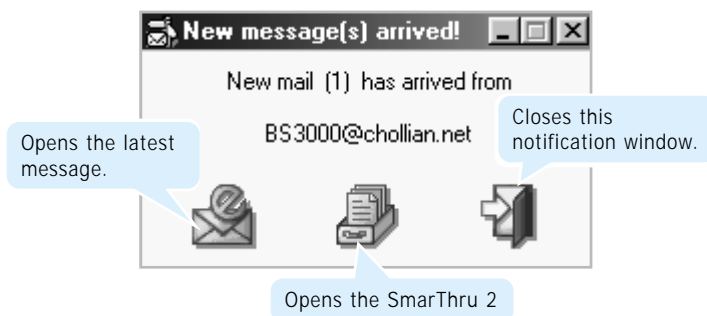 New message(s) arrived!
New mail (1) has arrived from
BS3000@chollian.net
Opens the latest
message.
Closes this
notification window.
Opens the SmarThru 2